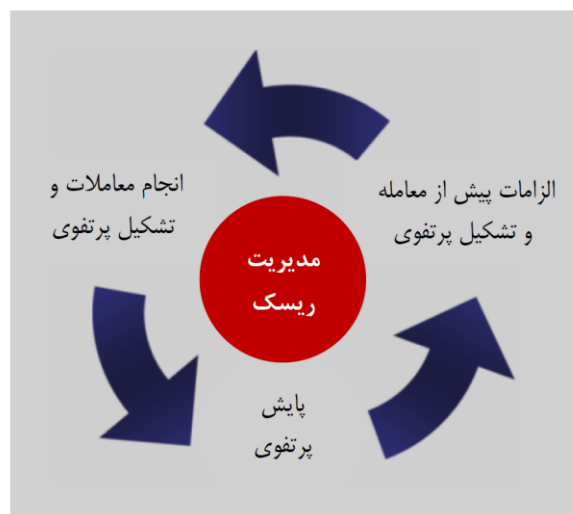 الزامات پیش از معامله
و تشکیل پرتفوی
انجام معاملات و
تشکیل پرتفوی
مدیریت
ریسک
پایش
پرتفوی